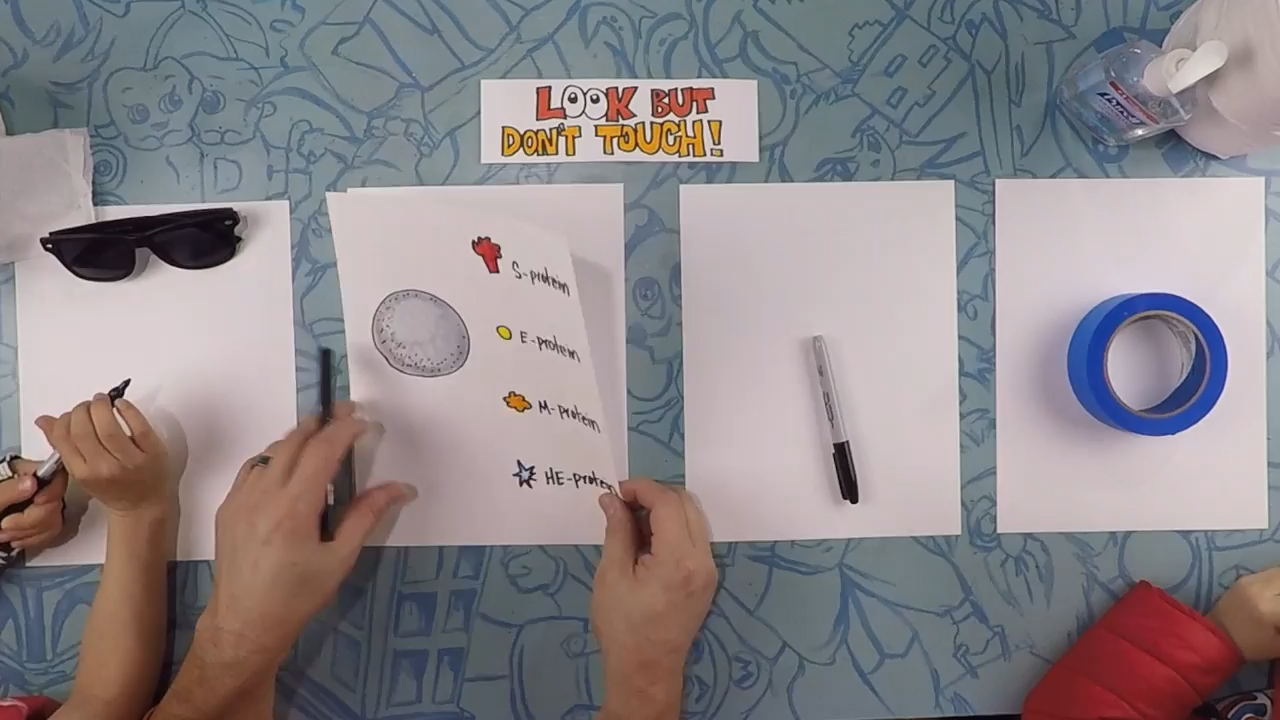 LOOK BUT
DON'T TOUCH!
S-protein
E-protein
M-protein
HE-protein